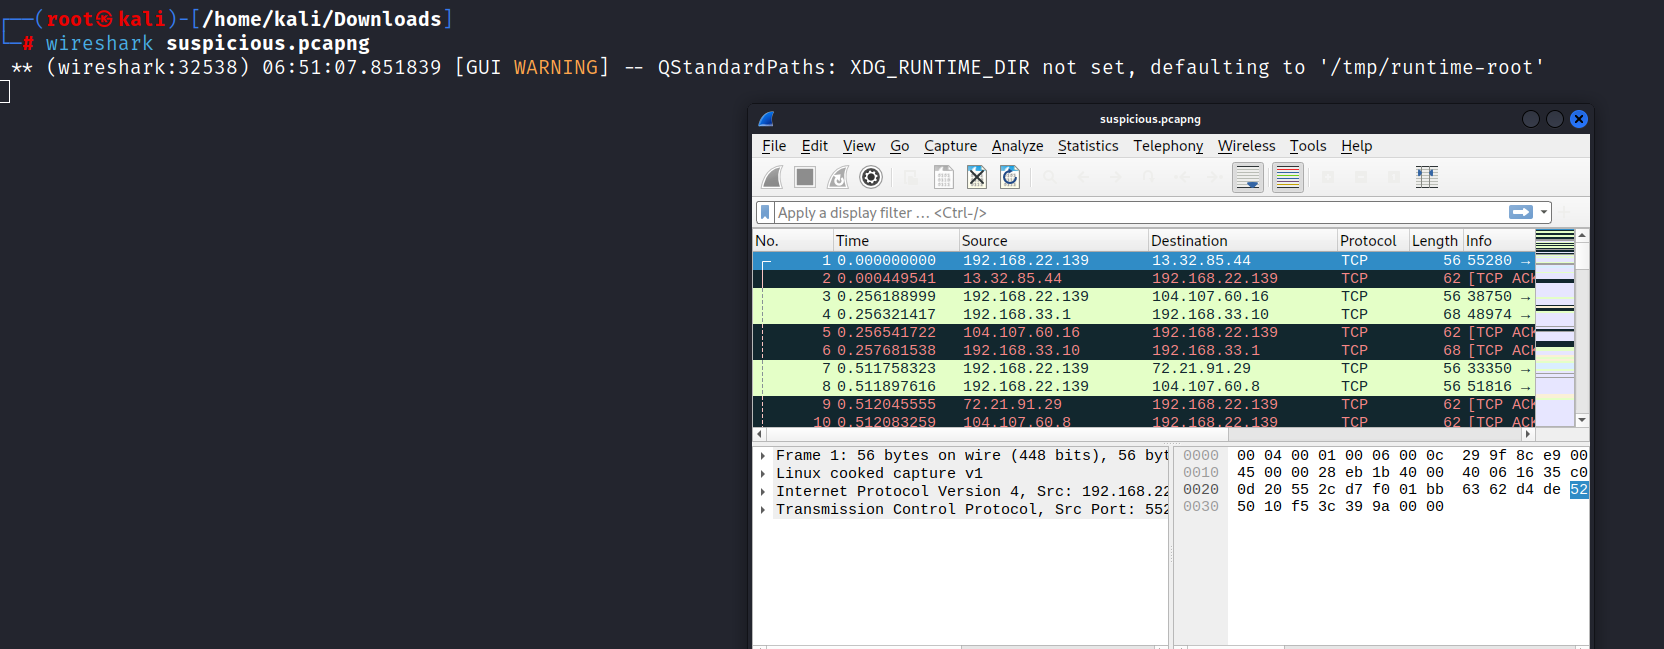 (root㉿kali)-[/home/kali/Downloads]
# wireshark suspicious.pcapng
** (wireshark:32538) 06:51:07.851839 [GUI WARNING] -- QStandardPaths: XDG_RUNTIME_DIR not set, defaulting to '/tmp/runtime-root'
suspicious.pcapng
File Edit View Go Capture Analyze Statistics Telephony Wireless Tools Help
Apply a display filter … <Ctrl-/>
No. Time Source Destination Protocol Length Info
1 0.000000000 192.168.22.139 13.32.85.44 TCP 56 55280 →
2 0.000449541 13.32.85.44 192.168.22.139 TCP 62 [TCP ACK
3 0.256188999 192.168.22.139 104.107.60.16 TCP 56 38750 →
4 0.256321417 192.168.33.1 192.168.33.10 TCP 68 48974 →
5 0.256541722 104.107.60.16 192.168.22.139 TCP 62 [TCP ACK
6 0.257681538 192.168.33.10 192.168.33.1 TCP 68 [TCP ACK
7 0.511758323 192.168.22.139 72.21.91.29 TCP 56 33350 →
8 0.511897616 192.168.22.139 104.107.60.8 TCP 56 51816 →
9 0.512045555 72.21.91.29 192.168.22.139 TCP 62 [TCP ACK
10 0.512083259 104.107.60.8 192.168.22.139 TCP 62 [TCP ACK
Frame 1: 56 bytes on wire (448 bits), 56 byt
Linux cooked capture v1
Internet Protocol Version 4, Src: 192.168.22
Transmission Control Protocol, Src Port: 552
0000 00 04 00 01 00 06 00 0c 29 9f 8c e9 00
0010 45 00 00 28 eb 1b 40 00 40 06 16 35 c0
0020 0d 20 55 2c d7 f0 01 bb 63 62 d4 de 52
0030 50 10 f5 3c 39 9a 00 00